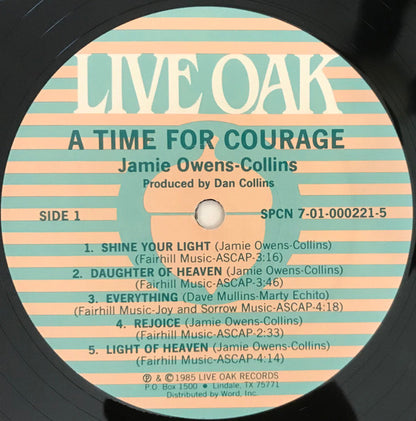 LIVE OAK
A TIME FOR COURAGE
Jamie Owens-Collins
Produced by Dan Collins
SIDE 1
SPCN 7-01-000221-5
1. SHINE YOUR LIGHT (Jamie Owens-Collins)
(Fairhill Music-ASCAP-3:16)
2. DAUGHTER OF HEAVEN (Jamie Owens-Collins)
(Fairhill Music-ASCAP-3:46)
3. EVERYTHING (Dave Mullins-Marty Echito)
(Fairhill Music-Joy and Sorrow Music-ASCAP-4:18)
4. REJOICE (Jamie Owens-Collins)
(Fairhill Music-ASCAP-2:33)
5. LIGHT OF HEAVEN (Jamie Owens-Collins)
(Fairhill Music-ASCAP-4:14)
℗ & © 1985 LIVE OAK RECORDS
P.O. Box 1500 • Lindale, TX 75771
Distributed by Word, Inc.